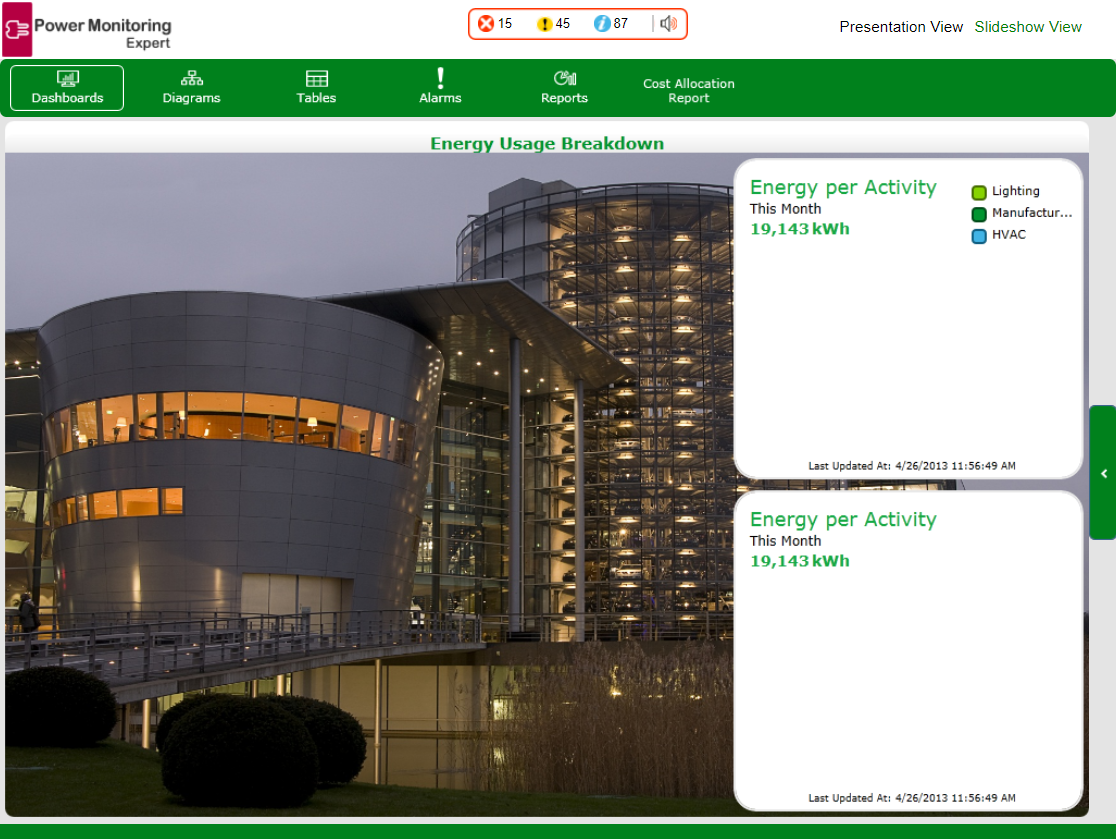 Power Monitoring
Expert
15
45
87
Presentation View
Slideshow View
Dashboards
Diagrams
Tables
Alarms
Reports
Cost Allocation
Report
Energy Usage Breakdown
Energy per Activity
This Month
19,143 kWh
Lighting
Manufactur...
HVAC
Last Updated At: 4/26/2013 11:56:49 AM
Energy per Activity
This Month
19,143 kWh
Last Updated At: 4/26/2013 11:56:49 AM